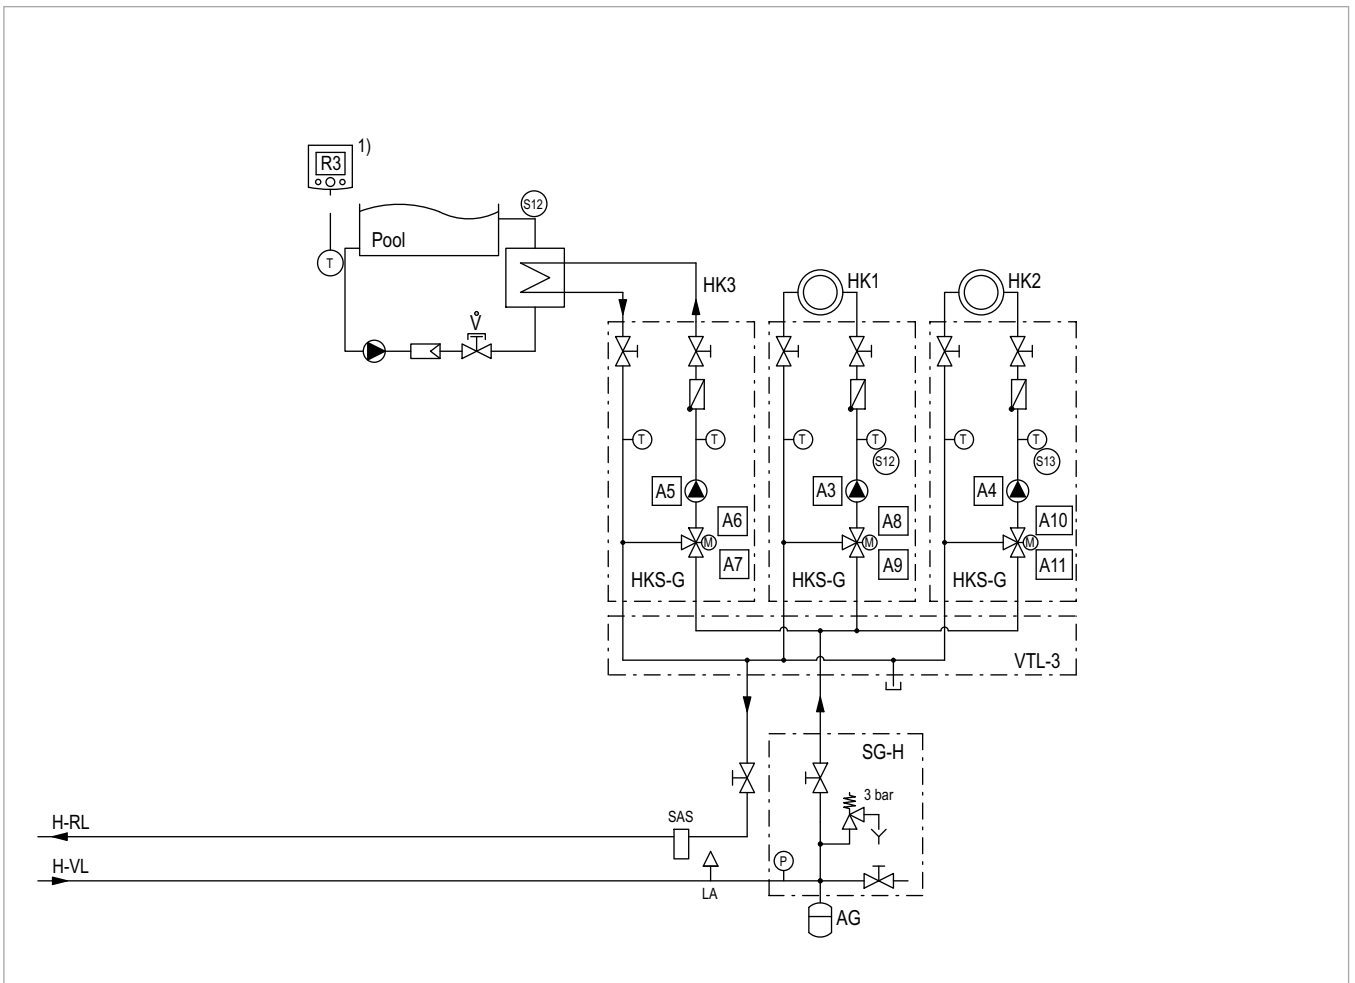 1)
R3
S12
Pool
T
HK3
HK1
HK2
V̊
T
T
T
T
T
T
S12
S13
A5
A3
A4
A6
A8
A10
M
M
M
A7
A9
A11
HKS-G
HKS-G
HKS-G
VTL-3
SG-H
3 bar
SAS
H-RL
P
H-VL
LA
AG